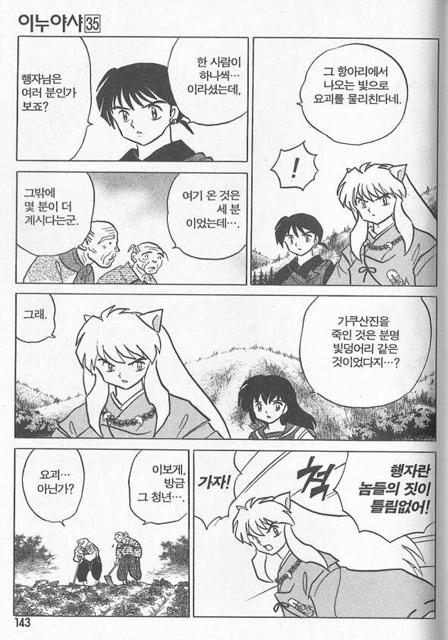 이누야샤 35
그 항아리에서
나오는 빛으로
요괴를 물리친다네.
!
한 사람이
하나씩…
이라셨는데,
행자님은
여러 분인가
보죠?
여기 온 것은
세 분
이었는데….
그밖에
몇 분이 더
계시다는군.
가쿠산진을
죽인 것은 분명
빛덩어리 같은
것이었다지…?
그래.
행자란
놈들의 짓이
틀림없어!
가자!
이보게,
방금
그 청년….
요괴…
아닌가?
143